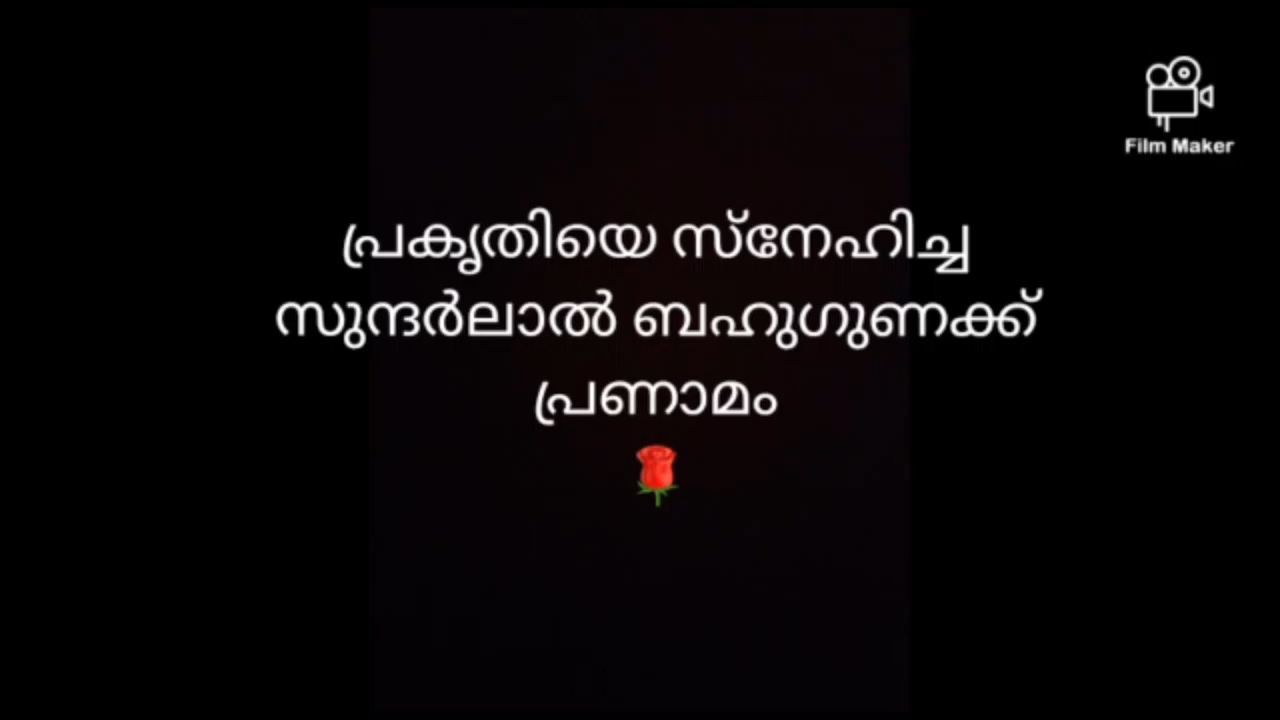 Film Maker
പ്രകൃതിയെ സ്നേഹിച്ച
സുന്ദർലാൽ ബഹുഗുണക്ക്
പ്രണാമം
🌹